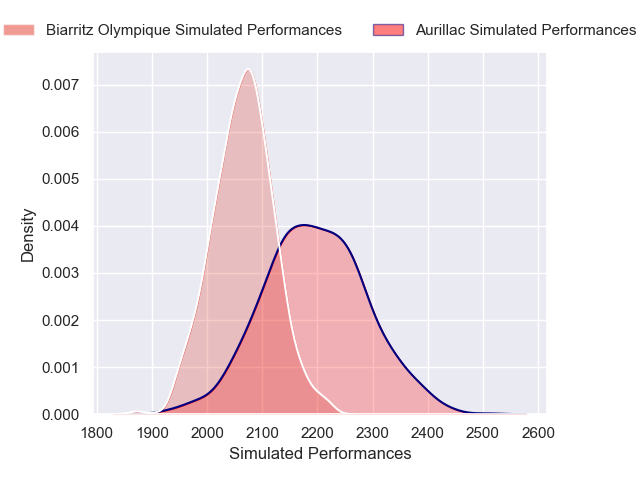 Biarritz Olympique Simulated Performances
Aurillac Simulated Performances
0.007
0.006
0.005
0.004
0.003
0.002
0.001
0.000
Density
1800 1900 2000 2100 2200 2300 2400 2500 2600
Simulated Performances